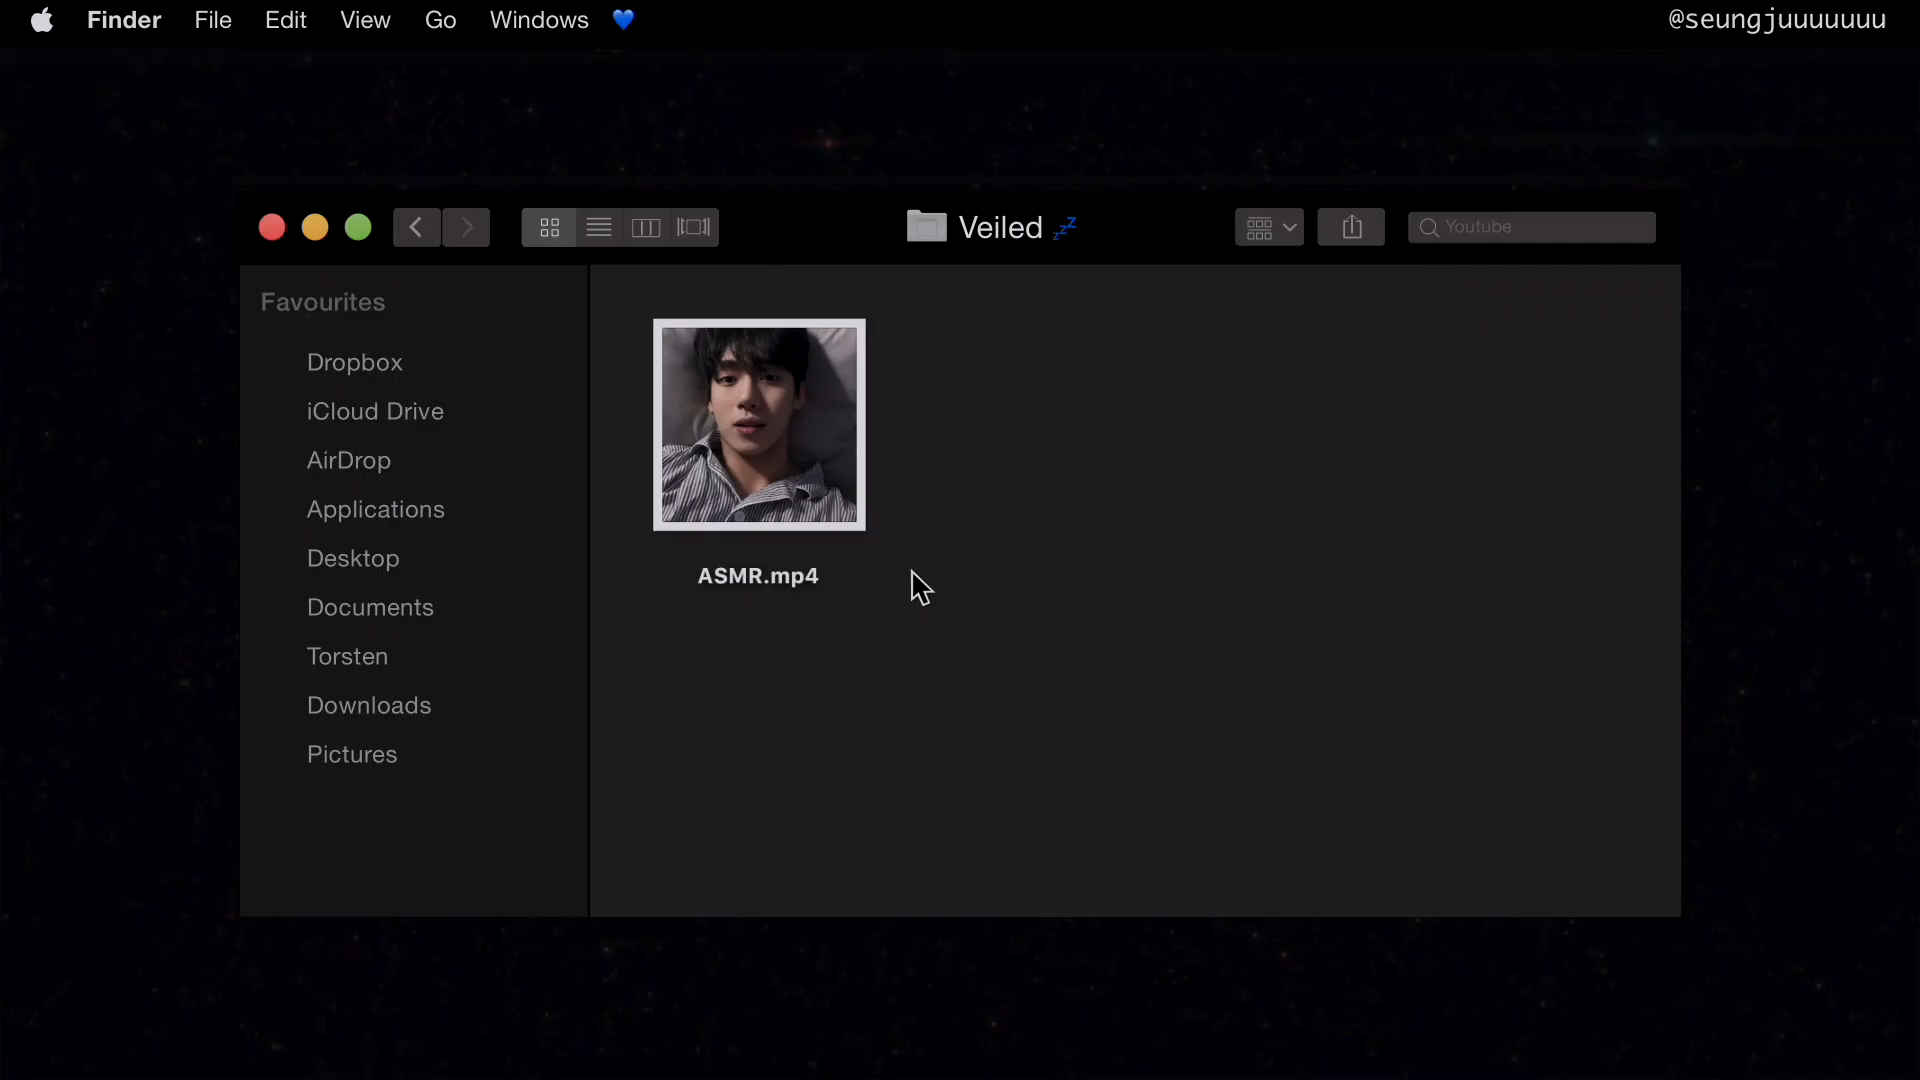 Finder File Edit View Go Windows 💙 @seungjuuuuuuu
Veiled 💤
Youtube
Favourites
Dropbox
iCloud Drive
AirDrop
Applications
Desktop
Documents
Torsten
Downloads
Pictures
ASMR.mp4